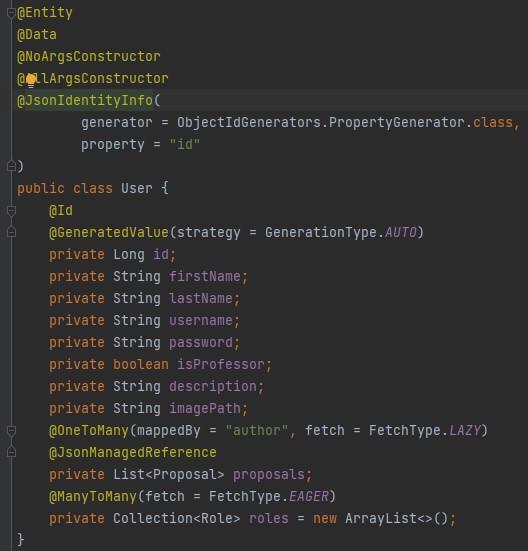 @Entity
@Data
@NoArgsConstructor
@AllArgsConstructor
@JsonIdentityInfo(
        generator = ObjectIdGenerators.PropertyGenerator.class,
        property = "id"
)
public class User {
    @Id
    @GeneratedValue(strategy = GenerationType.AUTO)
    private Long id;
    private String firstName;
    private String lastName;
    private String username;
    private String password;
    private boolean isProfessor;
    private String description;
    private String imagePath;
    @OneToMany(mappedBy = "author", fetch = FetchType.LAZY)
    @JsonManagedReference
    private List<Proposal> proposals;
    @ManyToMany(fetch = FetchType.EAGER)
    private Collection<Role> roles = new ArrayList<>();
}